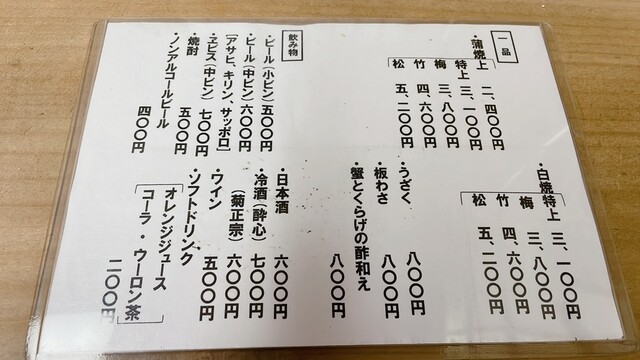 一品
・蒲焼上 二、四〇〇円
特上 三、一〇〇円
梅 三、八〇〇円
竹 四、六〇〇円
松 五、二〇〇円
・白焼特上 三、一〇〇円
梅 三、八〇〇円
竹 四、六〇〇円
松 五、二〇〇円
・うざく 八〇〇円
・板わさ 八〇〇円
・蟹とくらげの酢和え 八〇〇円
飲み物
・ビール(小ビン)五〇〇円
・ビール(中ビン)六〇〇円
[アサヒ、キリン、サッポロ]
・ヱビス(中ビン)七〇〇円
・焼酎 五〇〇円
・ノンアルコールビール 四〇〇円
・日本酒 六〇〇円
・冷酒(酔心) 七〇〇円
(菊正宗) 六〇〇円
・ワイン 五〇〇円
・ソフトドリンク
オレンジジュース
コーラ・ウーロン茶
二〇〇円